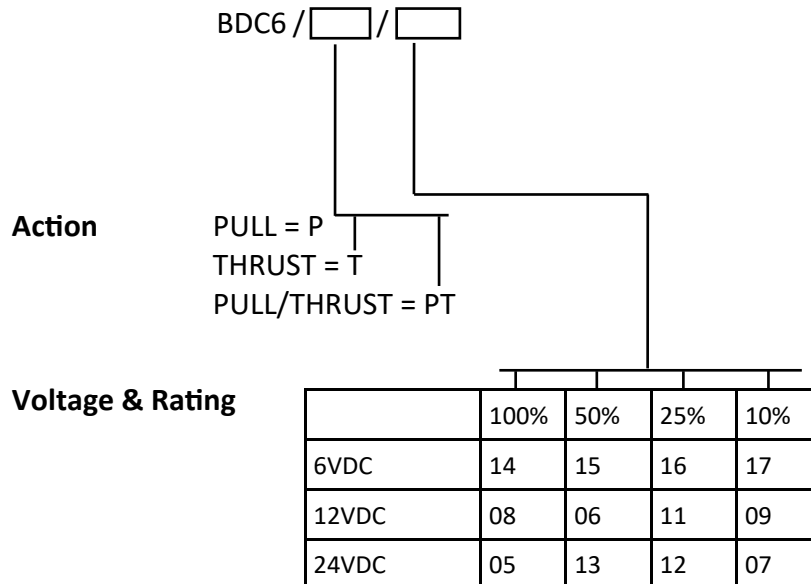 BDC6 / /
Action
PULL = P
THRUST = T
PULL/THRUST = PT
Voltage & Rating
100% 50% 25% 10%
6VDC 14 15 16 17
12VDC 08 06 11 09
24VDC 05 13 12 07